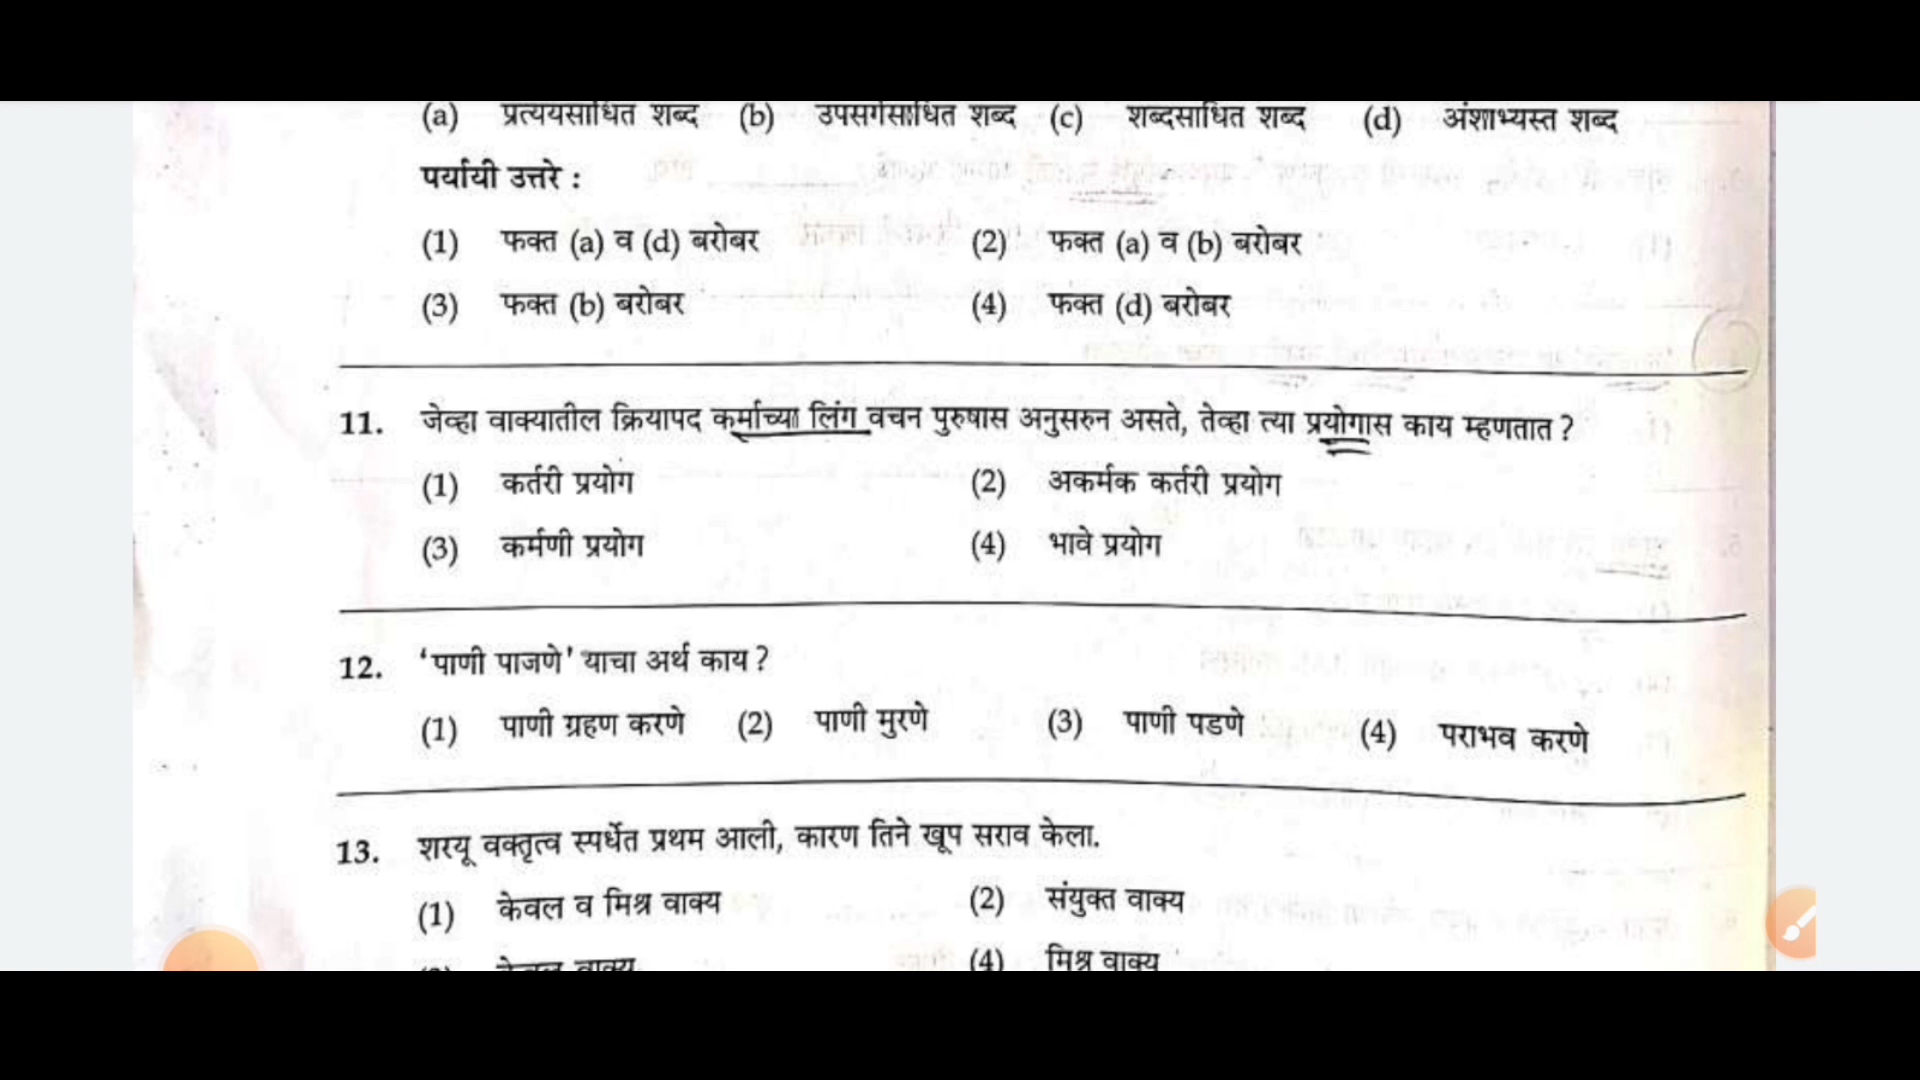 (a) प्रत्ययसाधित शब्द (b) उपसर्गसाधित शब्द (c) शब्दसाधित शब्द (d) अंशाभ्यस्त शब्द
पर्यायी उत्तरे :
(1) फक्त (a) व (d) बरोबर (2) फक्त (a) व (b) बरोबर
(3) फक्त (b) बरोबर (4) फक्त (d) बरोबर
11. जेव्हा वाक्यातील क्रियापद कर्माच्या लिंग वचन पुरुषास अनुसरुन असते, तेव्हा त्या प्रयोगास काय म्हणतात ?
(1) कर्तरी प्रयोग (2) अकर्मक कर्तरी प्रयोग
(3) कर्मणी प्रयोग (4) भावे प्रयोग
12. 'पाणी पाजणे' याचा अर्थ काय ?
(1) पाणी ग्रहण करणे (2) पाणी मुरणे (3) पाणी पडणे (4) पराभव करणे
13. शरयू वक्तृत्व स्पर्धेत प्रथम आली, कारण तिने खूप सराव केला.
(1) केवल व मिश्र वाक्य (2) संयुक्त वाक्य
(3) केवल वाक्य (4) मिश्र वाक्य